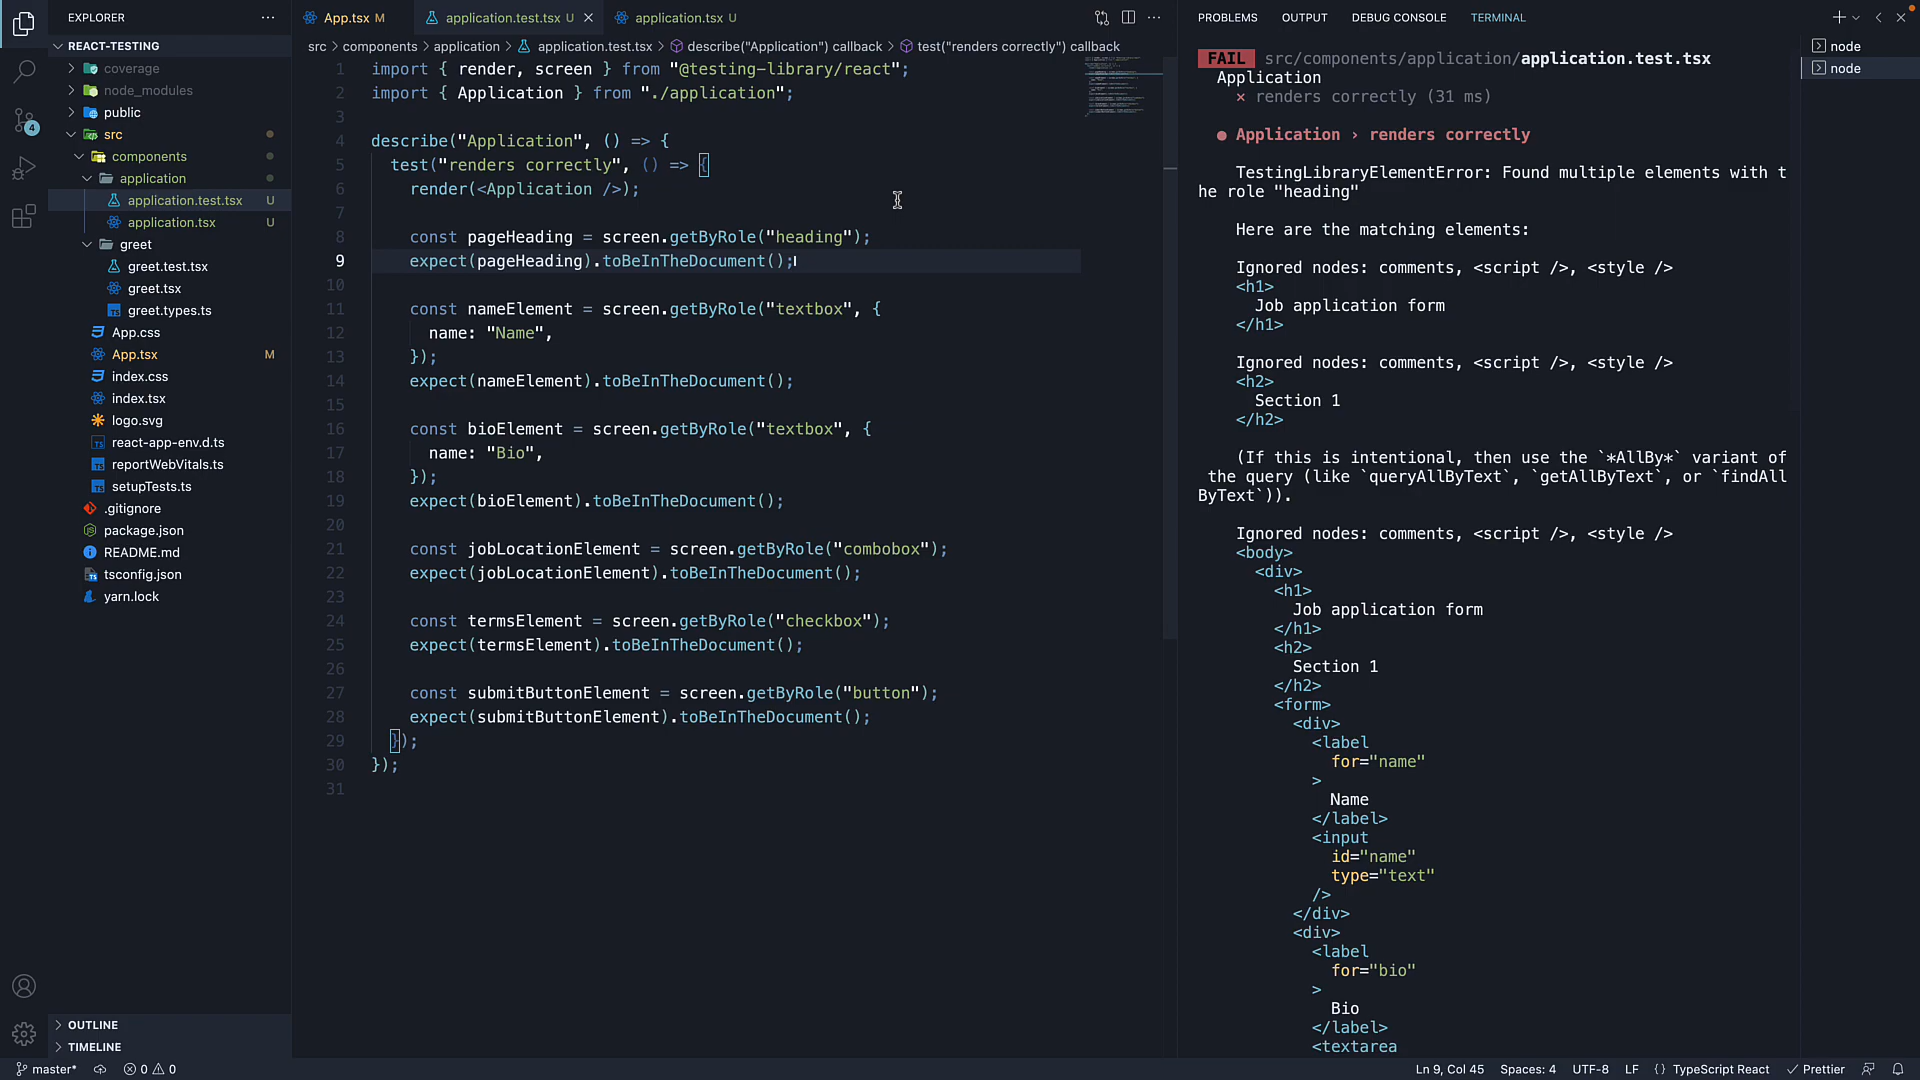 EXPLORER
REACT-TESTING
coverage
node_modules
public
src
components
application
application.test.tsx U
application.tsx U
greet
greet.test.tsx
greet.tsx
greet.types.ts
App.css
App.tsx M
index.css
index.tsx
logo.svg
react-app-env.d.ts
reportWebVitals.ts
setupTests.ts
.gitignore
package.json
README.md
tsconfig.json
yarn.lock
OUTLINE
TIMELINE
4
App.tsx M
application.test.tsx U
application.tsx U
src > components > application > application.test.tsx > describe("Application") callback > test("renders correctly") callback
1 import { render, screen } from "@testing-library/react";
2 import { Application } from "./application";
3
4 describe("Application", () => {
5 test("renders correctly", () => {
6 render(<Application />);
7
8 const pageHeading = screen.getByRole("heading");
9 expect(pageHeading).toBeInTheDocument();
10
11 const nameElement = screen.getByRole("textbox", {
12 name: "Name",
13 });
14 expect(nameElement).toBeInTheDocument();
15
16 const bioElement = screen.getByRole("textbox", {
17 name: "Bio",
18 });
19 expect(bioElement).toBeInTheDocument();
20
21 const jobLocationElement = screen.getByRole("combobox");
22 expect(jobLocationElement).toBeInTheDocument();
23
24 const termsElement = screen.getByRole("checkbox");
25 expect(termsElement).toBeInTheDocument();
26
27 const submitButtonElement = screen.getByRole("button");
28 expect(submitButtonElement).toBeInTheDocument();
29 });
30 });
31
PROBLEMS OUTPUT DEBUG CONSOLE TERMINAL
node
node
FAIL src/components/application/application.test.tsx
Application
× renders correctly (31 ms)
● Application › renders correctly
TestingLibraryElementError: Found multiple elements with t
he role "heading"
Here are the matching elements:
Ignored nodes: comments, <script />, <style />
<h1>
Job application form
</h1>
Ignored nodes: comments, <script />, <style />
<h2>
Section 1
</h2>
(If this is intentional, then use the `*AllBy*` variant of
the query (like `queryAllByText`, `getAllByText`, or `findAll
ByText`)).
Ignored nodes: comments, <script />, <style />
<body>
<div>
<h1>
Job application form
</h1>
<h2>
Section 1
</h2>
<form>
<div>
<label
for="name"
>
Name
</label>
<input
id="name"
type="text"
/>
</div>
<div>
<label
for="bio"
>
Bio
</label>
<textarea
master* 0 0
Ln 9, Col 45 Spaces: 4 UTF-8 LF {} TypeScript React Prettier